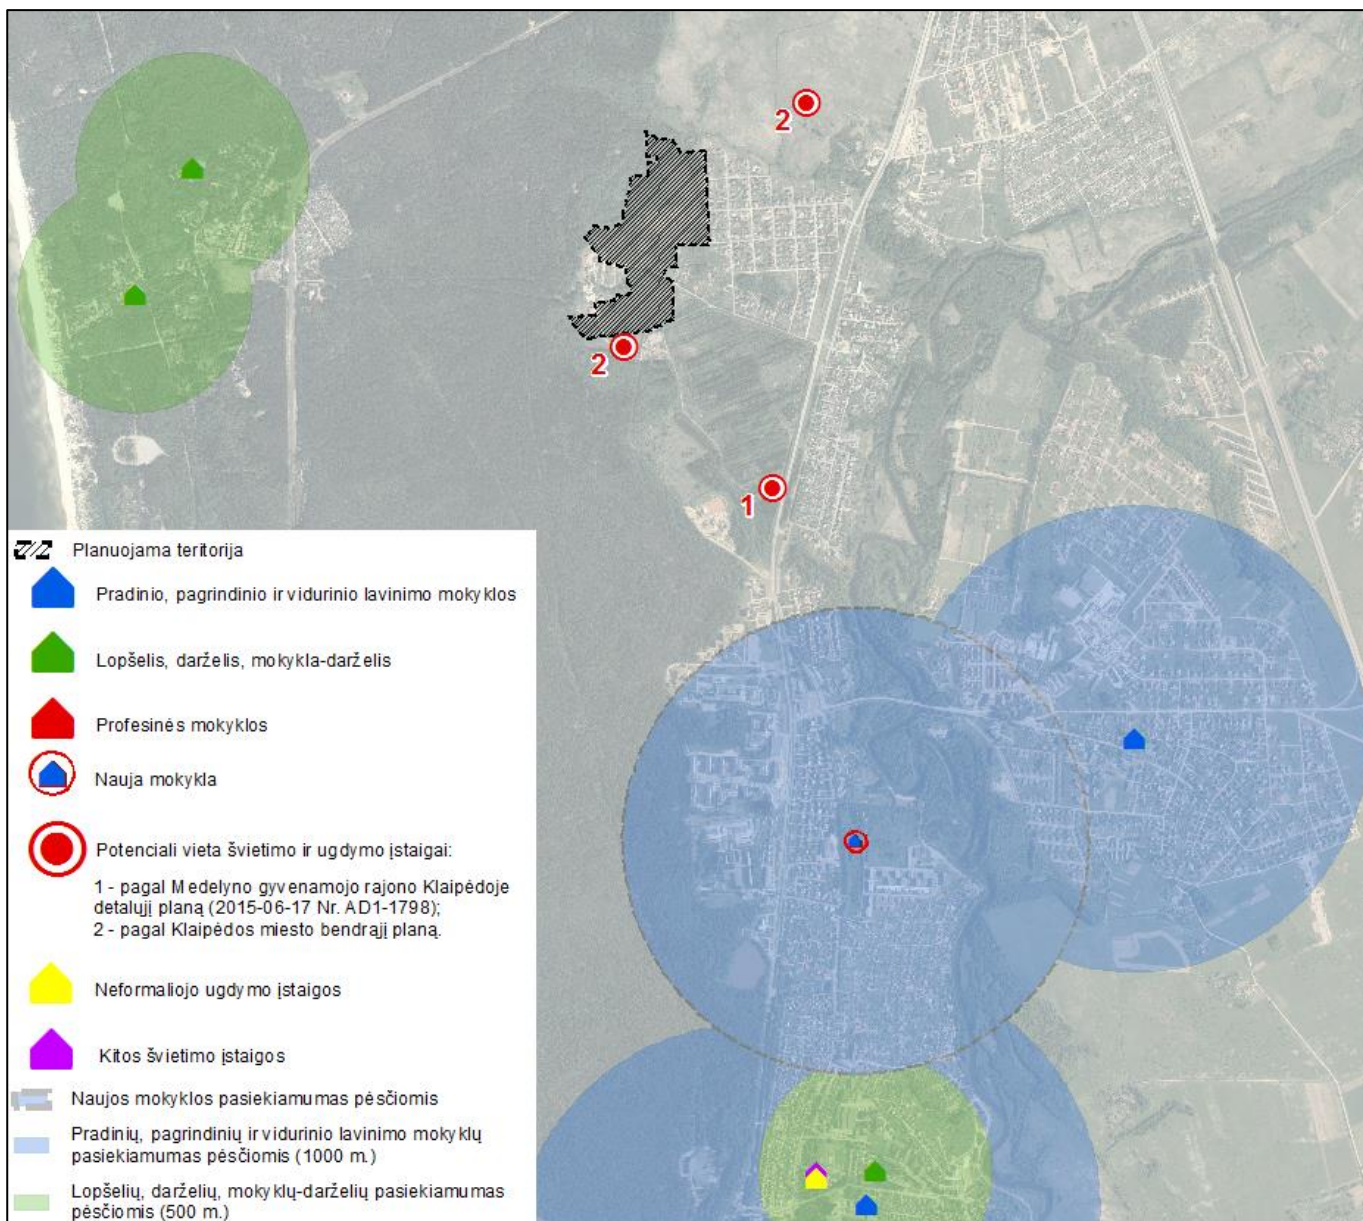 2
2
1
Planuojama teritorija
Pradinio, pagrindinio ir vidurinio lavinimo mokyklos
Lopšelis, darželis, mokykla-darželis
Profesinės mokyklos
Nauja mokykla
Potenciali vieta švietimo ir ugdymo įstaigai:
1 - pagal Medelyno gyvenamojo rajono Klaipėdoje
detalųjį planą (2015-06-17 Nr. AD1-1798);
2 - pagal Klaipėdos miesto bendrąjį planą.
Neformaliojo ugdymo įstaigos
Kitos švietimo įstaigos
Naujos mokyklos pasiekiamumas pėsčiomis
Pradinių, pagrindinių ir vidurinio lavinimo mokyklų
pasiekiamumas pėsčiomis (1000 m.)
Lopšelių, darželių, mokyklų-darželių pasiekiamumas
pėsčiomis (500 m.)